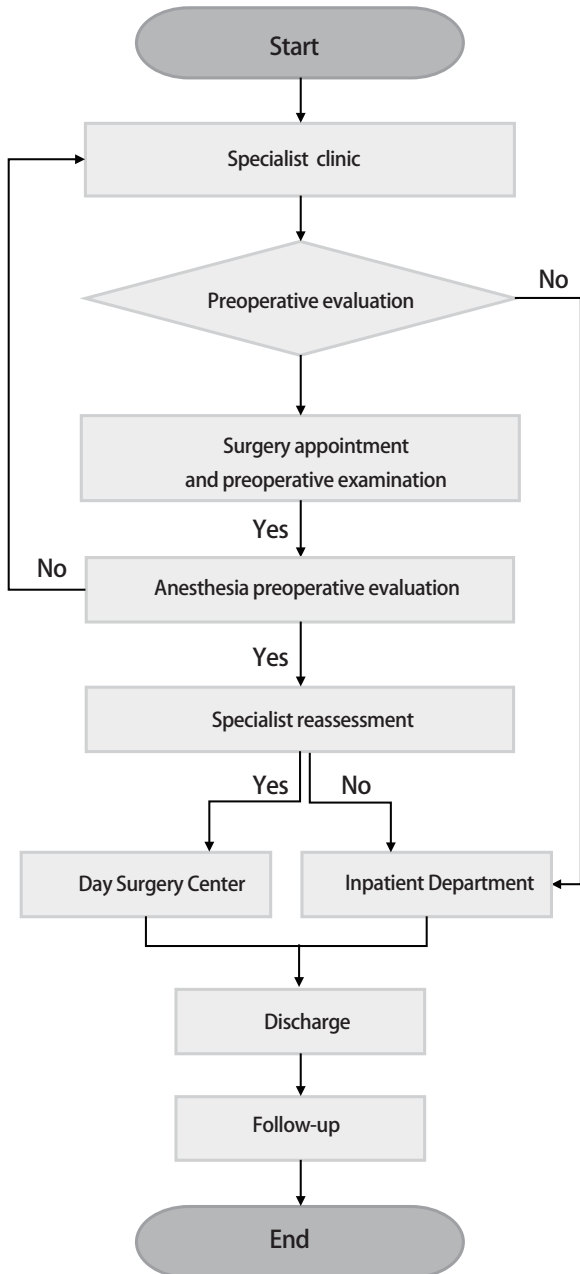 Start
Specialist clinic
Preoperative evaluation
No
Surgery appointment
and preoperative examination
Yes
No
Anesthesia preoperative evaluation
Yes
Specialist reassessment
Yes
No
Day Surgery Center
Inpatient Department
Discharge
Follow-up
End